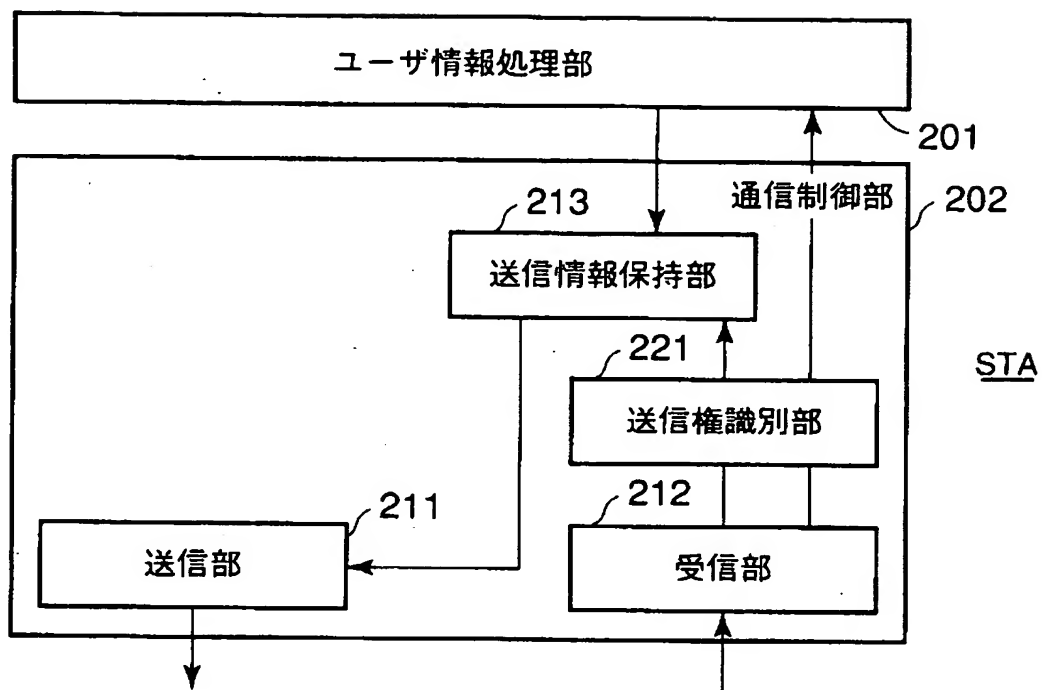 ユーザ情報処理部
201
通信制御部
202
213
送信情報保持部
221
STA
送信権識別部
212
211
送信部
受信部